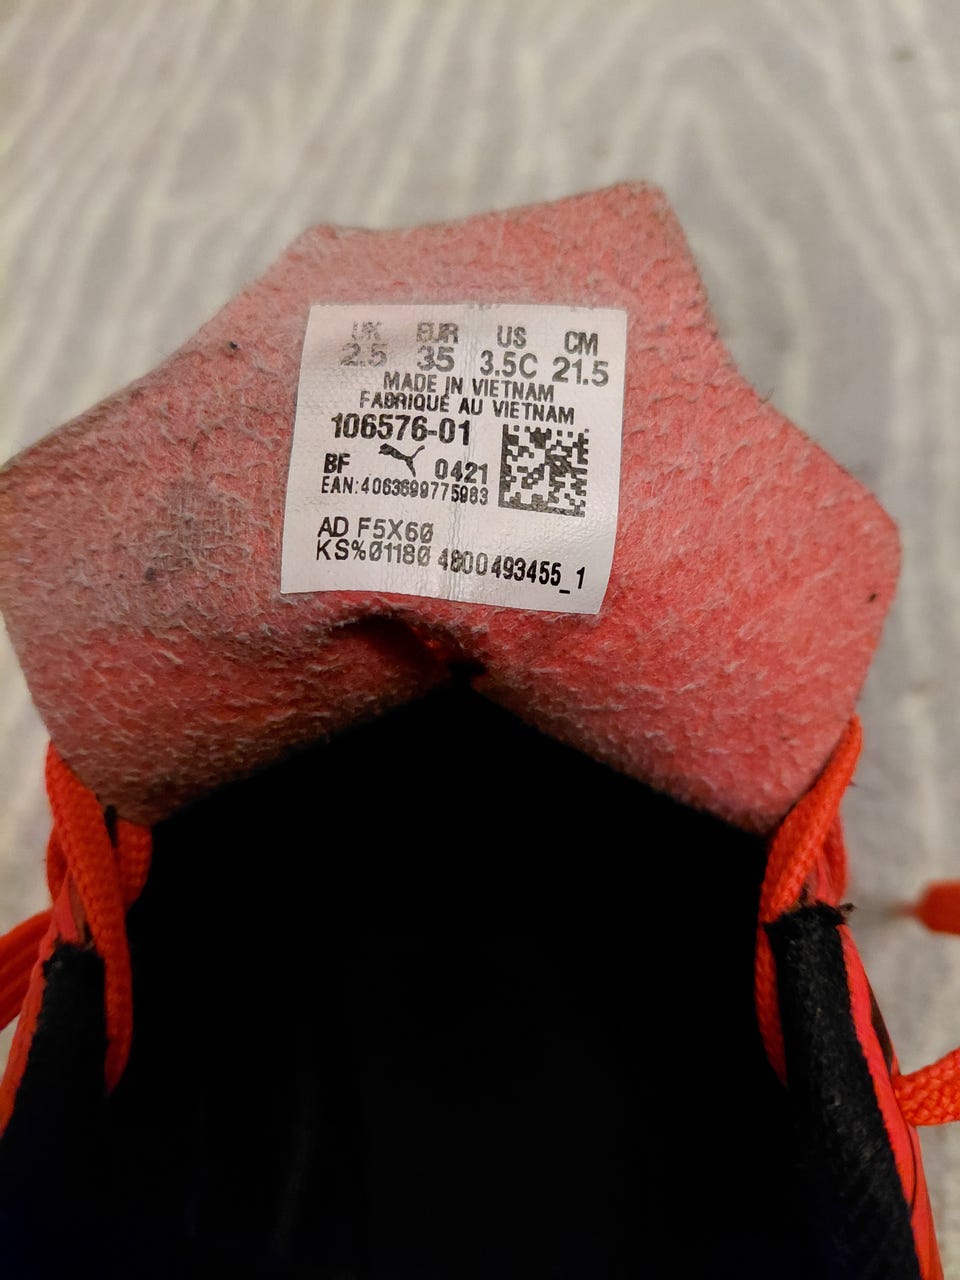 UK EUR US CM
2.5 35 3.5C 21.5
MADE IN VIETNAM
FABRIQUÉ AU VIETNAM
106576-01
BF 0421
EAN:4063699775983
AD F5X60
KS%01180 4800493455_1